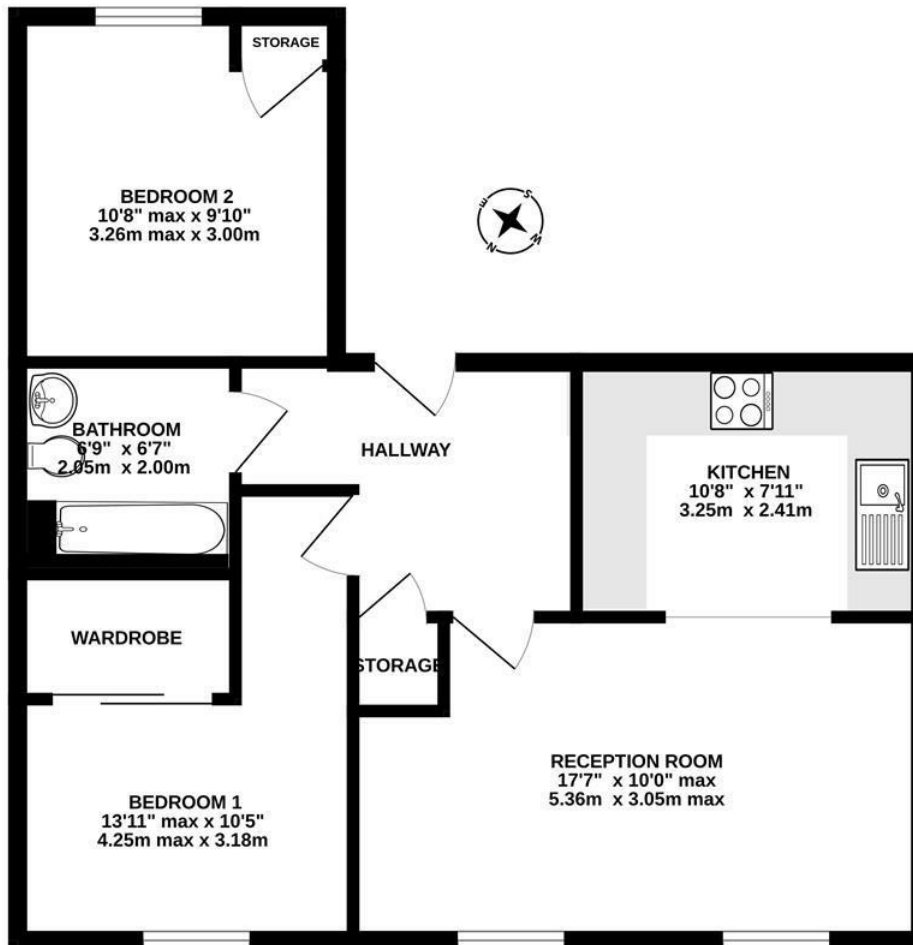 STORAGE
BEDROOM 2
10'8" max x 9'10"
3.26m max x 3.00m
S
E
W
N
BATHROOM
6'9" x 6'7"
2.05m x 2.00m
HALLWAY
KITCHEN
10'8" x 7'11"
3.25m x 2.41m
WARDROBE
STORAGE
RECEPTION ROOM
17'7" x 10'0" max
5.36m x 3.05m max
BEDROOM 1
13'11" max x 10'5"
4.25m max x 3.18m